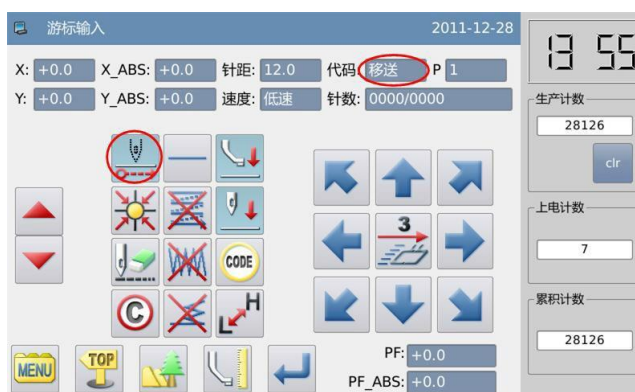 游标输入 2011-12-28
13 55
X: +0.0 X_ABS: +0.0 针距: 12.0 代码: 移送 P 1
Y: +0.0 Y_ABS: +0.0 速度: 低速 针数: 0000/0000
生产计数
28126
clr
上电计数
7
累积计数
28126
3
CODE
C
H
L
PF: +0.0
PF_ABS: +0.0
MENU TOP